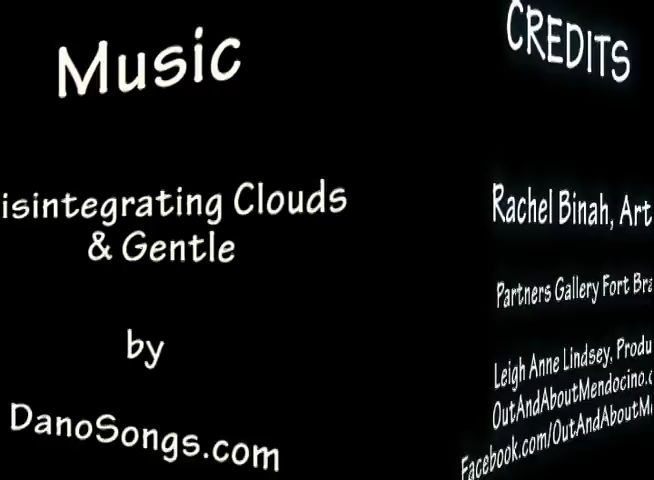 Music
isintegrating Clouds
& Gentle
by
DanoSongs.com
CREDITS
Rachel Binah, Art
Partners Gallery Fort Bra
Leigh Anne Lindsey, Produ
OutAndAboutMendocino.c
Facebook.com/OutAndAboutM